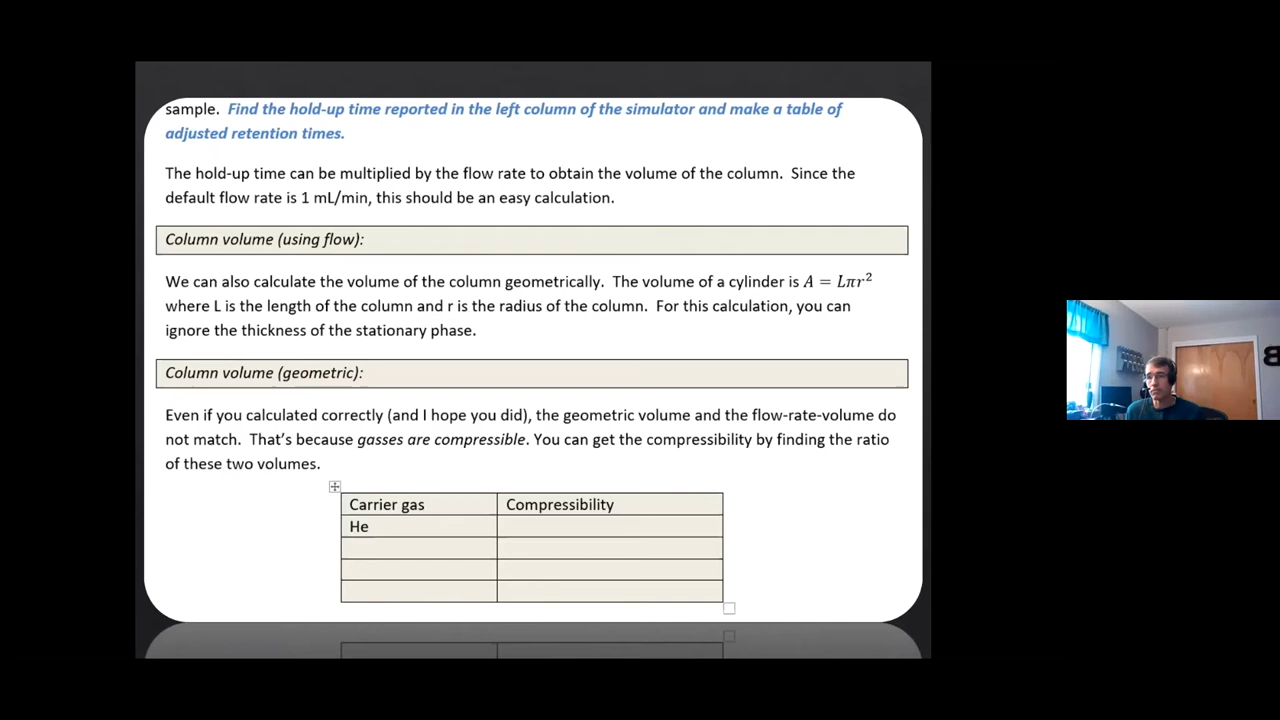 sample. Find the hold-up time reported in the left column of the simulator and make a table of
adjusted retention times.
The hold-up time can be multiplied by the flow rate to obtain the volume of the column. Since the
default flow rate is 1 mL/min, this should be an easy calculation.
Column volume (using flow):
We can also calculate the volume of the column geometrically. The volume of a cylinder is A = Lπr²
where L is the length of the column and r is the radius of the column. For this calculation, you can
ignore the thickness of the stationary phase.
Column volume (geometric):
Even if you calculated correctly (and I hope you did), the geometric volume and the flow-rate-volume do
not match. That's because gasses are compressible. You can get the compressibility by finding the ratio
of these two volumes.
Carrier gas Compressibility
He